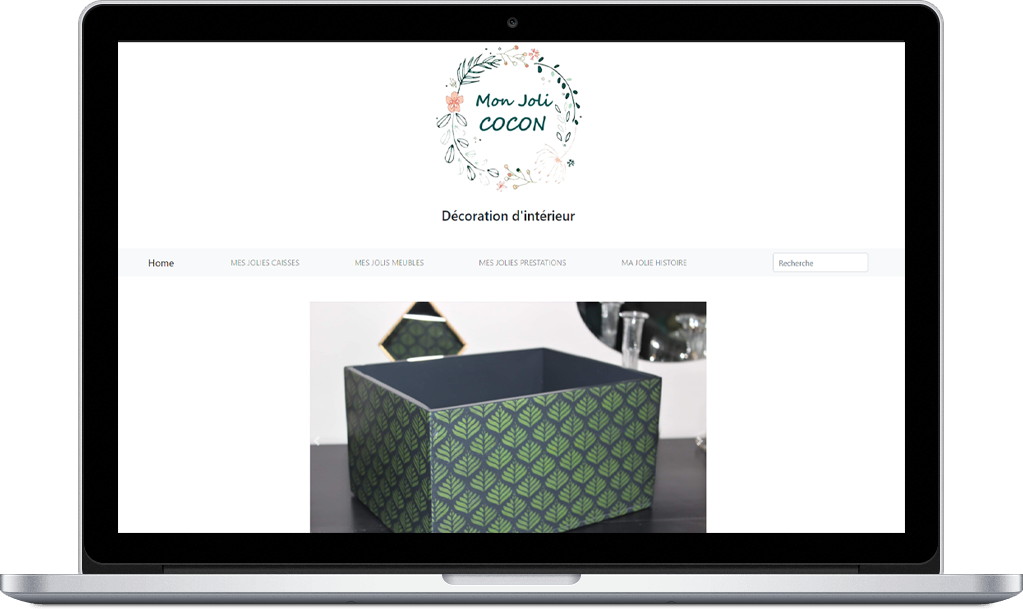 Mon Joli
COCON
Décoration d'intérieur
Home MES JOLIES CAISSES MES JOLIS MEUBLES MES JOLIES PRESTATIONS MA JOLIE HISTOIRE Recherche